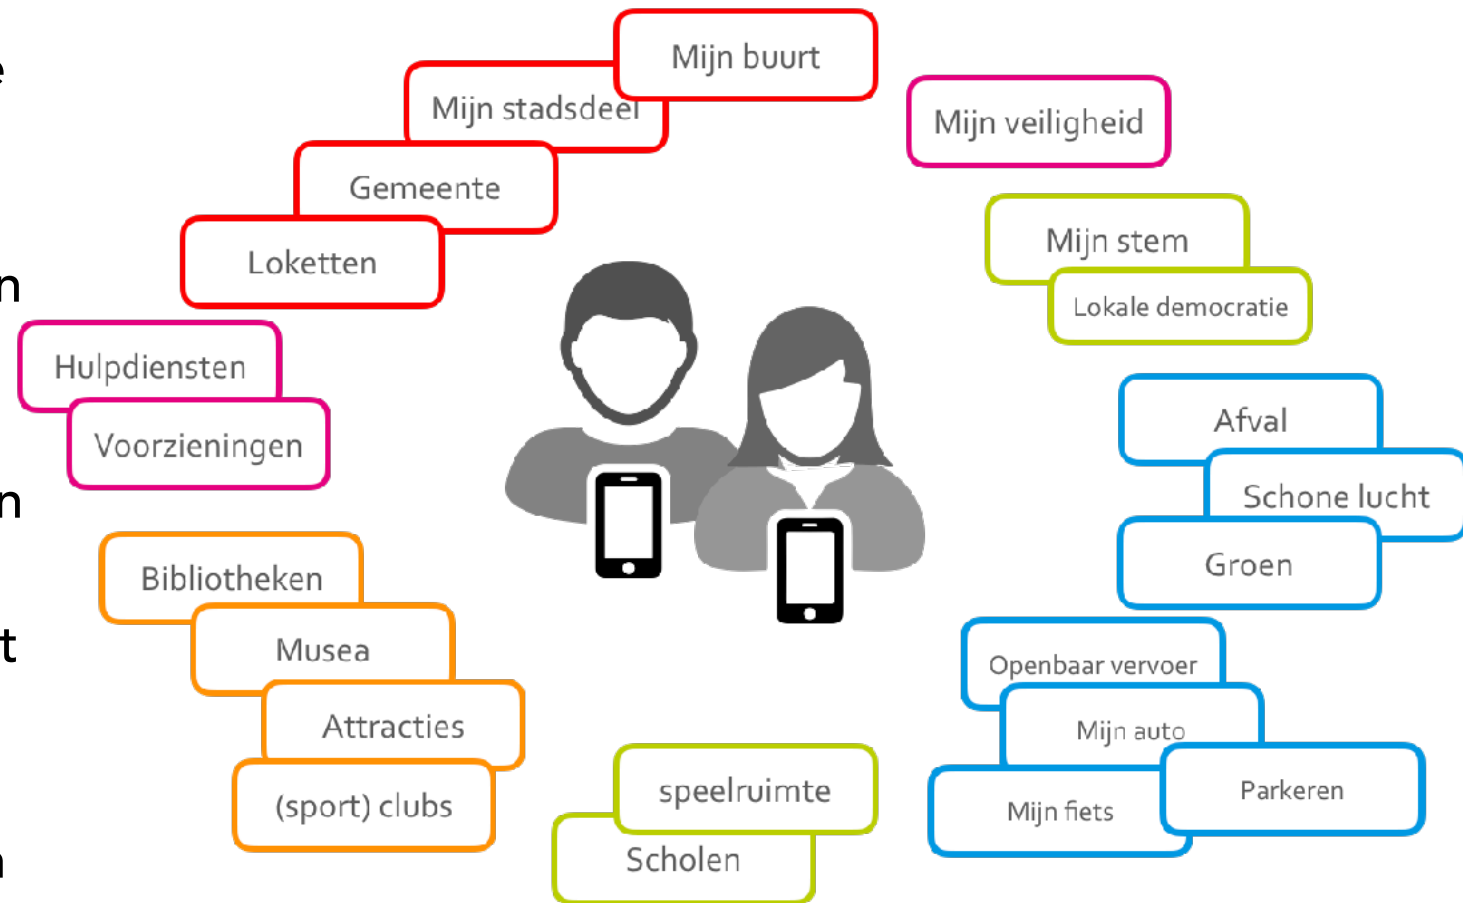 Mijn buurt
Mijn stadsdeel
Gemeente
Loketten
Mijn veiligheid
Mijn stem
Lokale democratie
Hulpdiensten
Voorzieningen
Afval
Schone lucht
Groen
Bibliotheken
Musea
Attracties
(sport) clubs
Openbaar vervoer
Mijn auto
Parkeren
Mijn fiets
speelruimte
Scholen